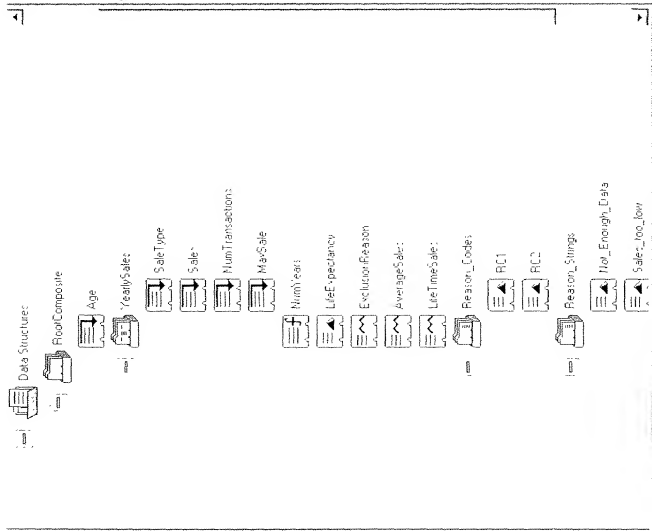 Data Structures
RootComposite
Age
YearlySales
SaleType
Sales
NumTransactions
MaxSale
NumYears
LifeExpectancy
ExclusionReason
AverageSales
LifeTimeSales
Reason_Codes
RC1
RC2
Reason_Strings
Not_Enough_Data
Sales_too_low